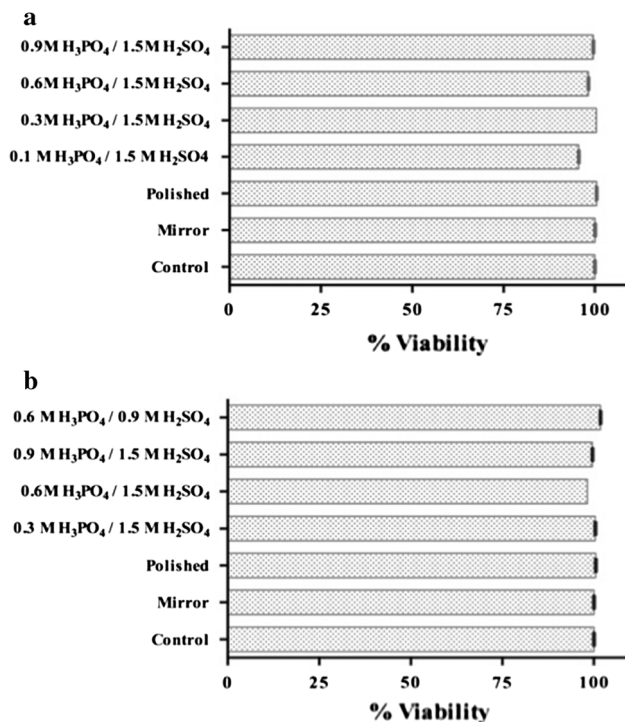 a
0.9M H₃PO₄ / 1.5M H₂SO₄
0.6M H₃PO₄ / 1.5M H₂SO₄
0.3M H₃PO₄ / 1.5M H₂SO₄
0.1 M H₃PO₄ / 1.5 M H₂SO4
Polished
Mirror
Control
0 25 50 75 100
% Viability
b
0.6 M H₃PO₄ / 0.9 M H₂SO₄
0.9 M H₃PO₄ / 1.5 M H₂SO₄
0.6M H₃PO₄ / 1.5M H₂SO₄
0.3 M H₃PO₄ / 1.5 M H₂SO₄
Polished
Mirror
Control
0 25 50 75 100
% Viability